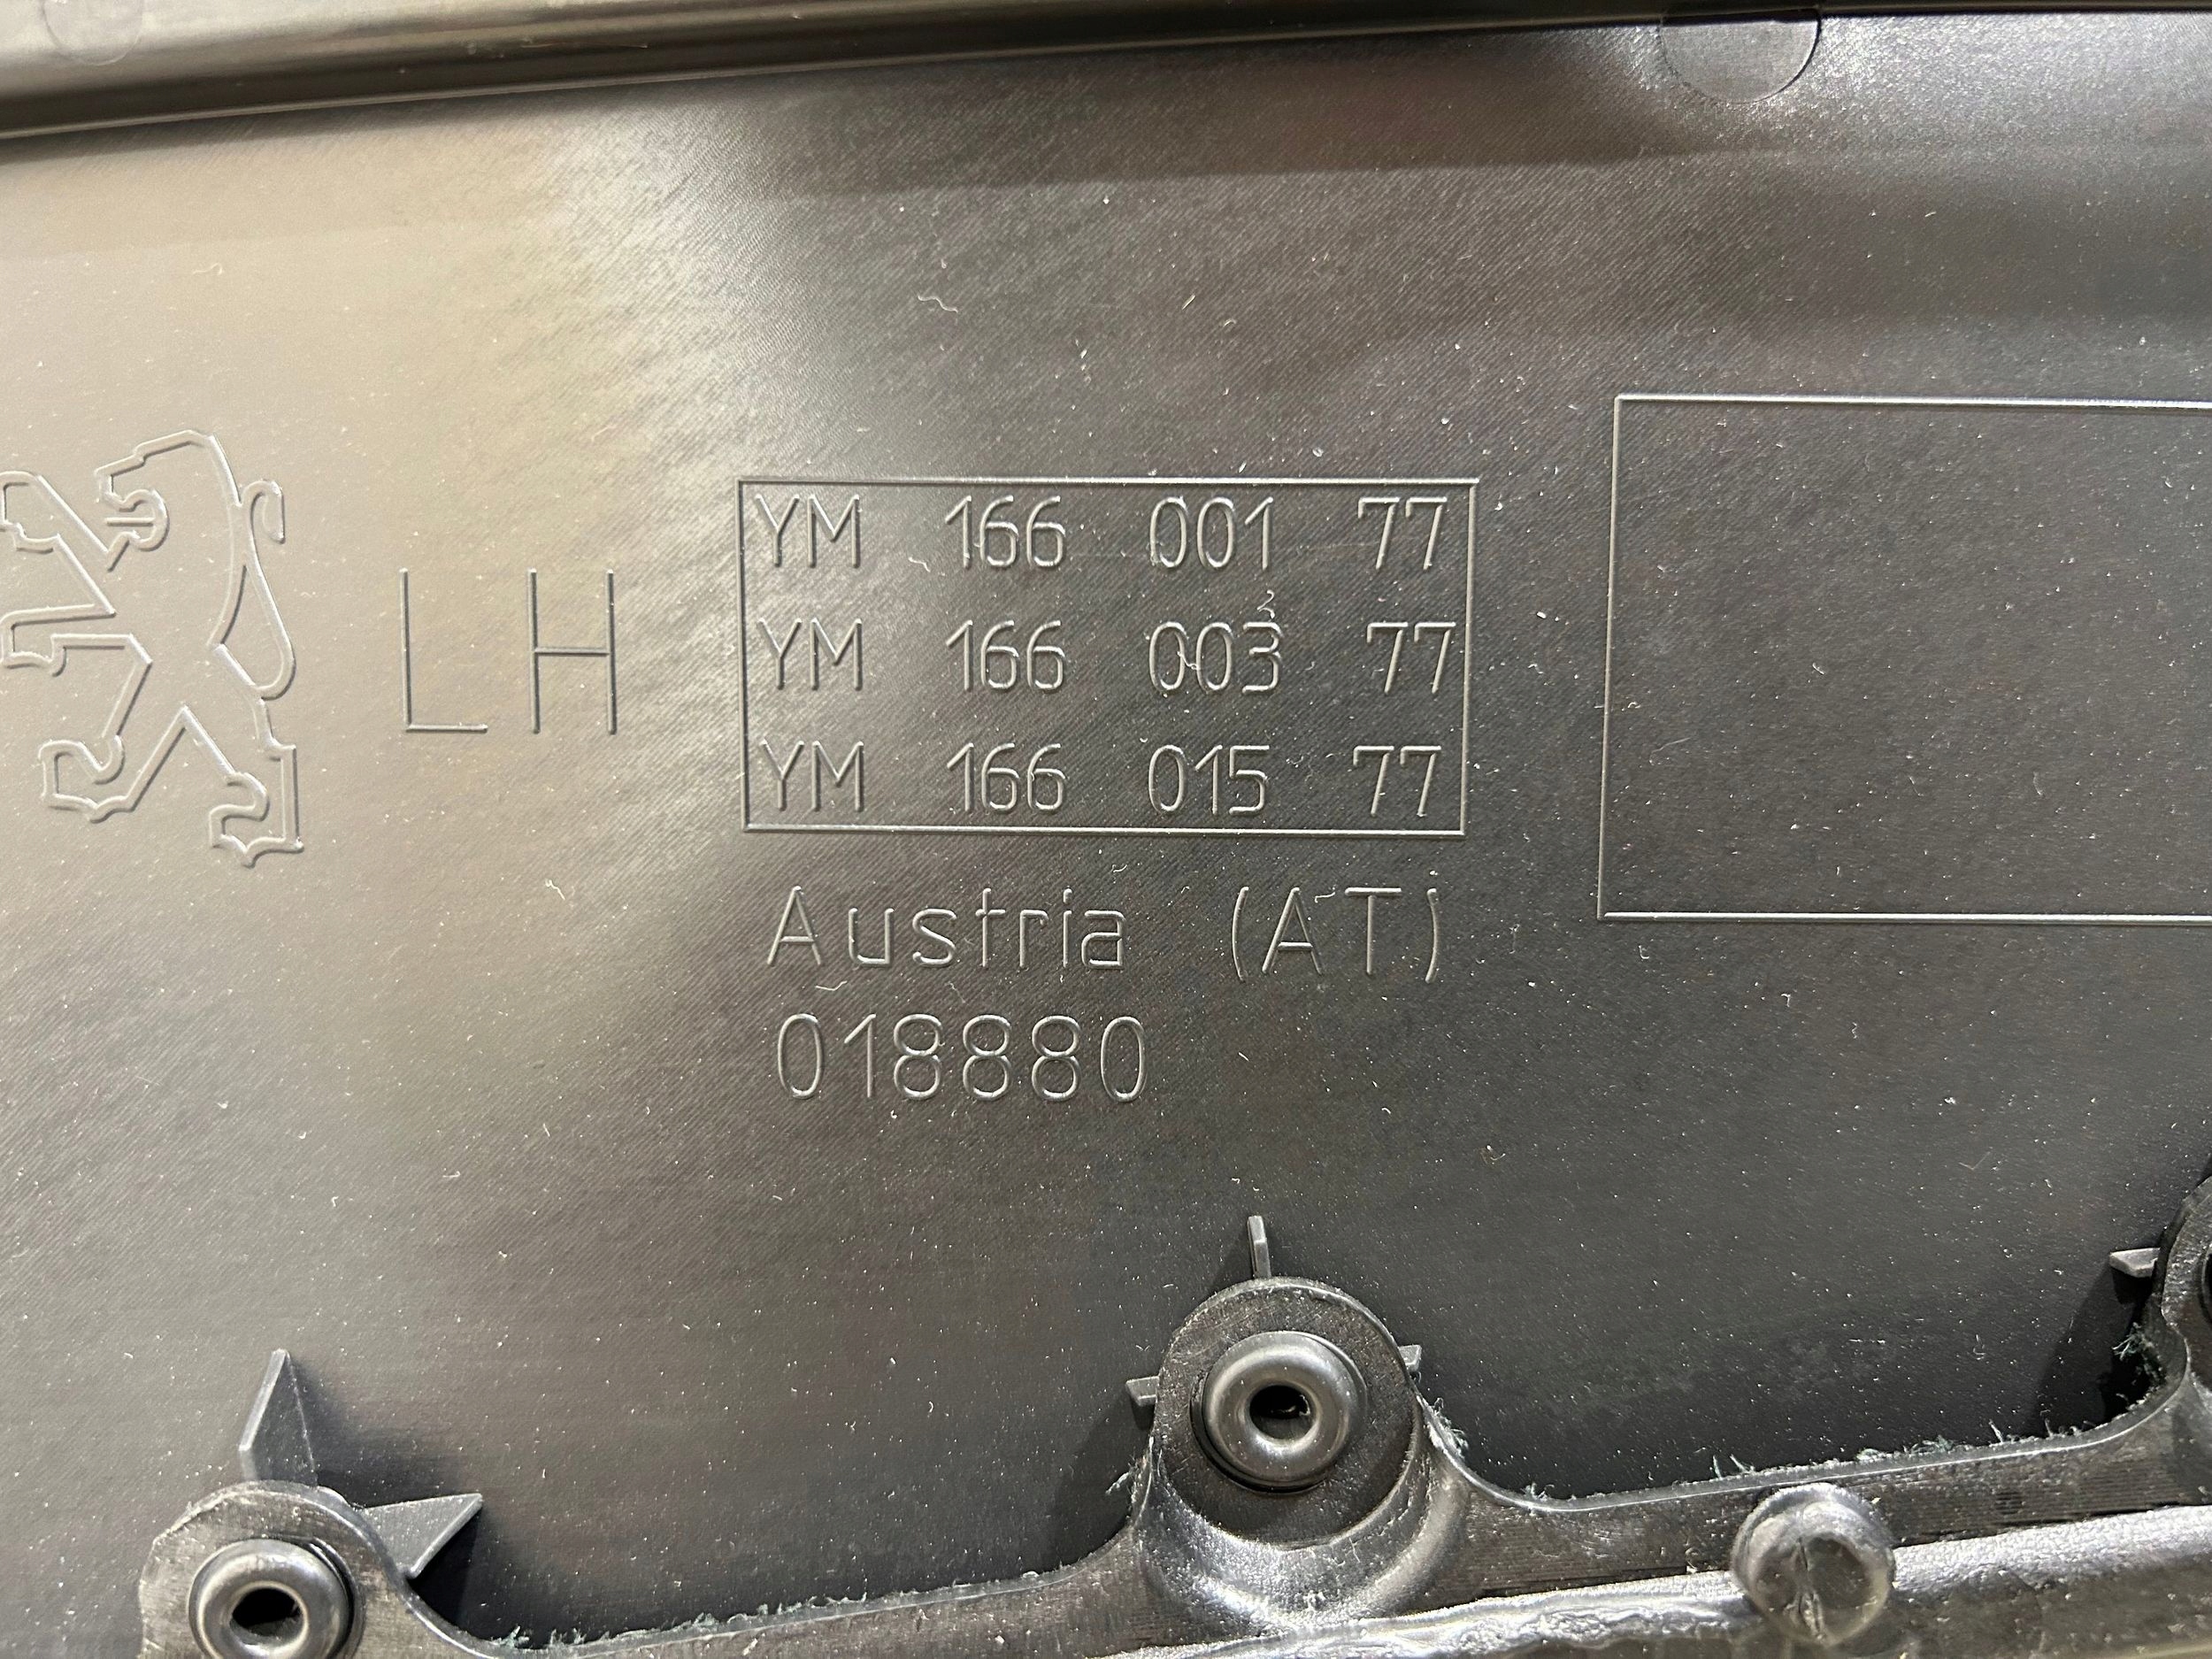 LH
YM 166 001 77
YM 166 003 77
YM 166 015 77
Austria (AT)
018880